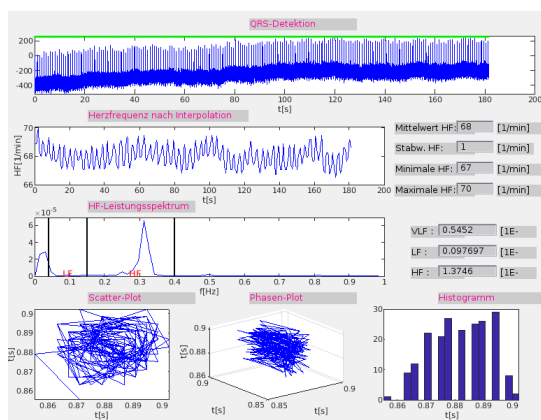 QRS-Detektion
200
0
-200
-400
0 20 40 60 80 100 120 140 160 180 200
t[s]
Herzfrequenz nach Interpolation
HF[1/min]
70
68
66
0 20 40 60 80 100 120 140 160 180 200
t[s]
Mittelwert HF: 68 [1/min]
Stabw. HF: 1 [1/min]
Minimale HF: 67 [1/min]
Maximale HF: 70 [1/min]
HF-Leistungsspektrum
×10-5
6
4
2
0
LF HF
0 0.1 0.2 0.3 0.4 0.5 0.6 0.7 0.8 0.9 1
f[Hz]
VLF : 0.5452 [1E-
LF : 0.097697 [1E-
HF : 1.3746 [1E-
Scatter-Plot
t[s]
0.9
0.88
0.86
0.86 0.87 0.88 0.89 0.9
t[s]
Phasen-Plot
t[s]
0.9
0.89
0.88
0.87
0.86
0.9
0.85
0.85
0.9
t[s]
t[s]
Histogramm
30
20
10
0
0.86 0.87 0.88 0.89 0.9
t[s]